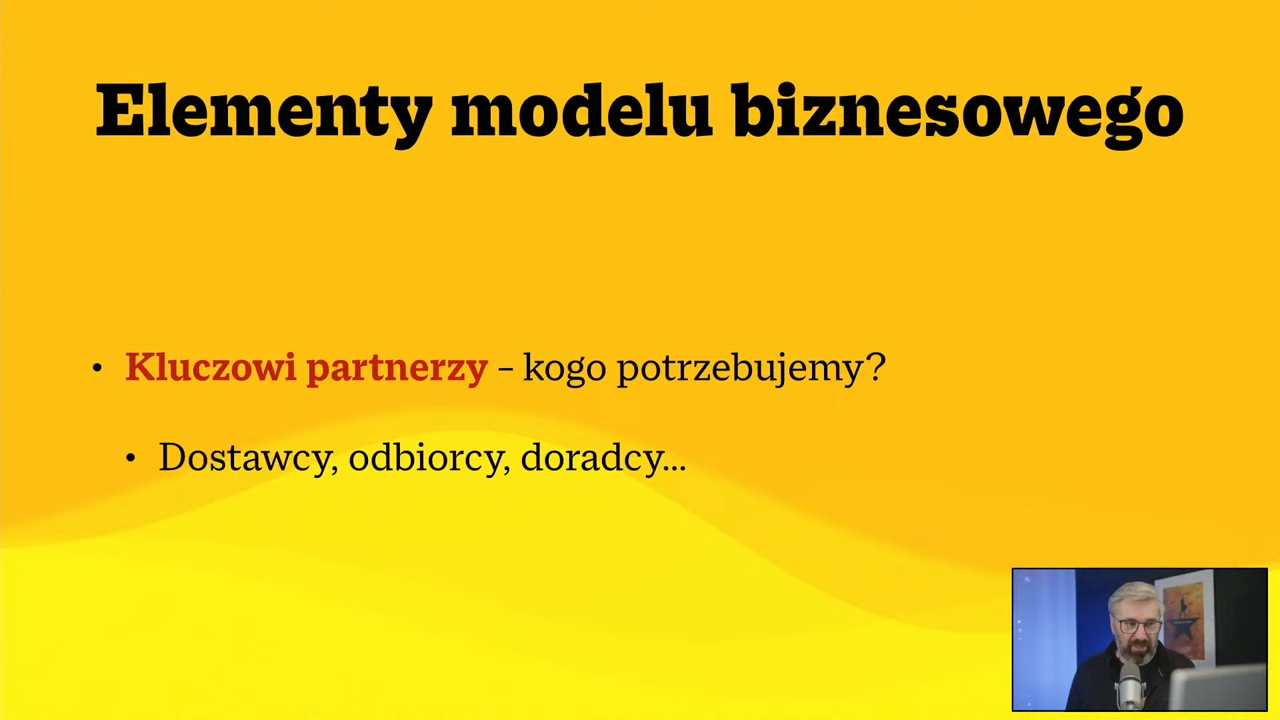 Elementy modelu biznesowego
• Kluczowi partnerzy – kogo potrzebujemy?
• Dostawcy, odbiorcy, doradcy...